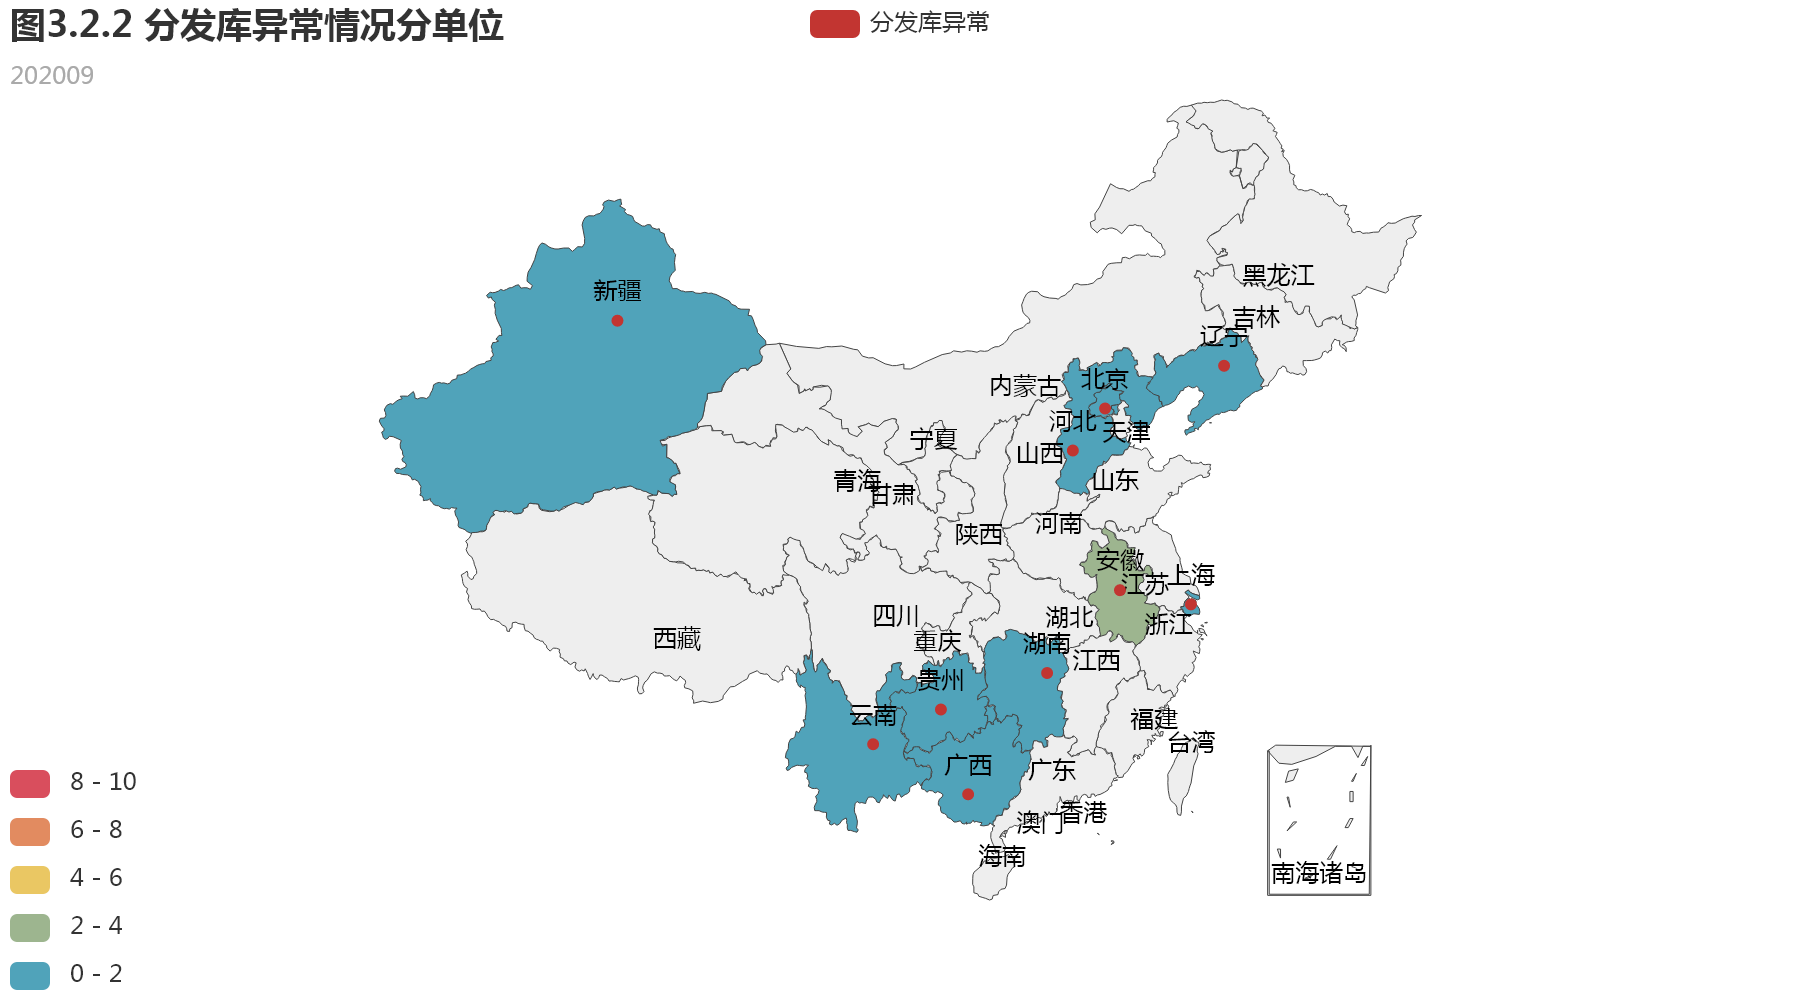 图3.2.2 分发库异常情况分单位
分发库异常
202009
黑龙江
新疆
吉林
辽宁
内蒙古
北京
河北
天津
宁夏
山西
青海
甘肃
山东
河南
陕西
安徽
上海
江苏
四川
湖北
浙江
西藏
重庆
湖南
江西
贵州
云南
福建
台湾
广西
广东
香港
澳门
海南
南海诸岛
8 - 10
6 - 8
4 - 6
2 - 4
0 - 2